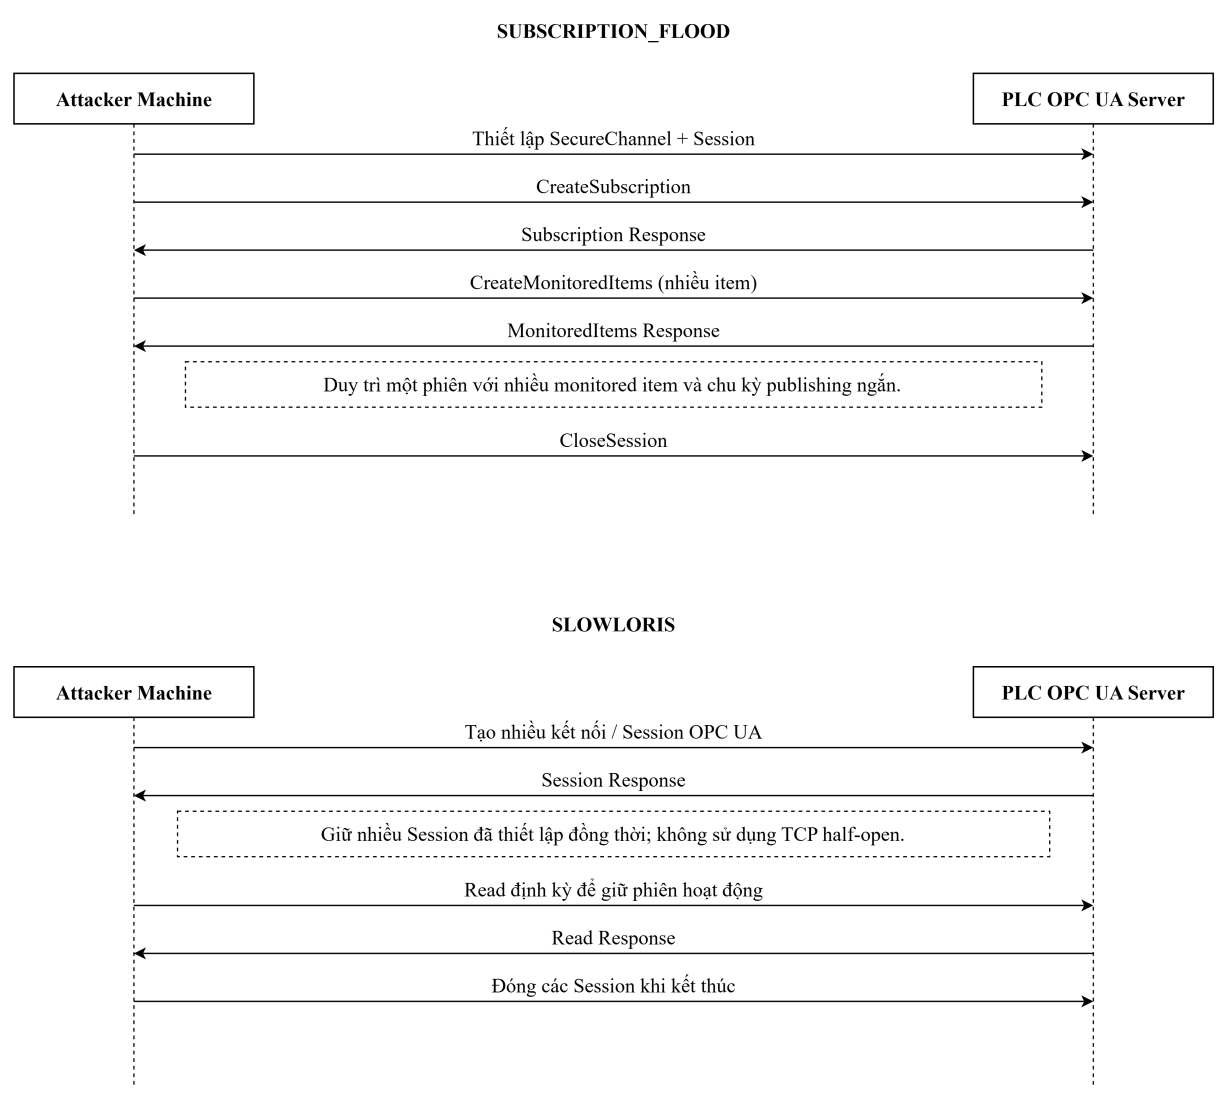 SUBSCRIPTION_FLOOD
Attacker Machine
PLC OPC UA Server
Thiết lập SecureChannel + Session
CreateSubscription
Subscription Response
CreateMonitoredItems (nhiều item)
MonitoredItems Response
Duy trì một phiên với nhiều monitored item và chu kỳ publishing ngắn.
CloseSession
SLOWLORIS
Attacker Machine
PLC OPC UA Server
Tạo nhiều kết nối / Session OPC UA
Session Response
Giữ nhiều Session đã thiết lập đồng thời; không sử dụng TCP half-open.
Read định kỳ để giữ phiên hoạt động
Read Response
Đóng các Session khi kết thúc